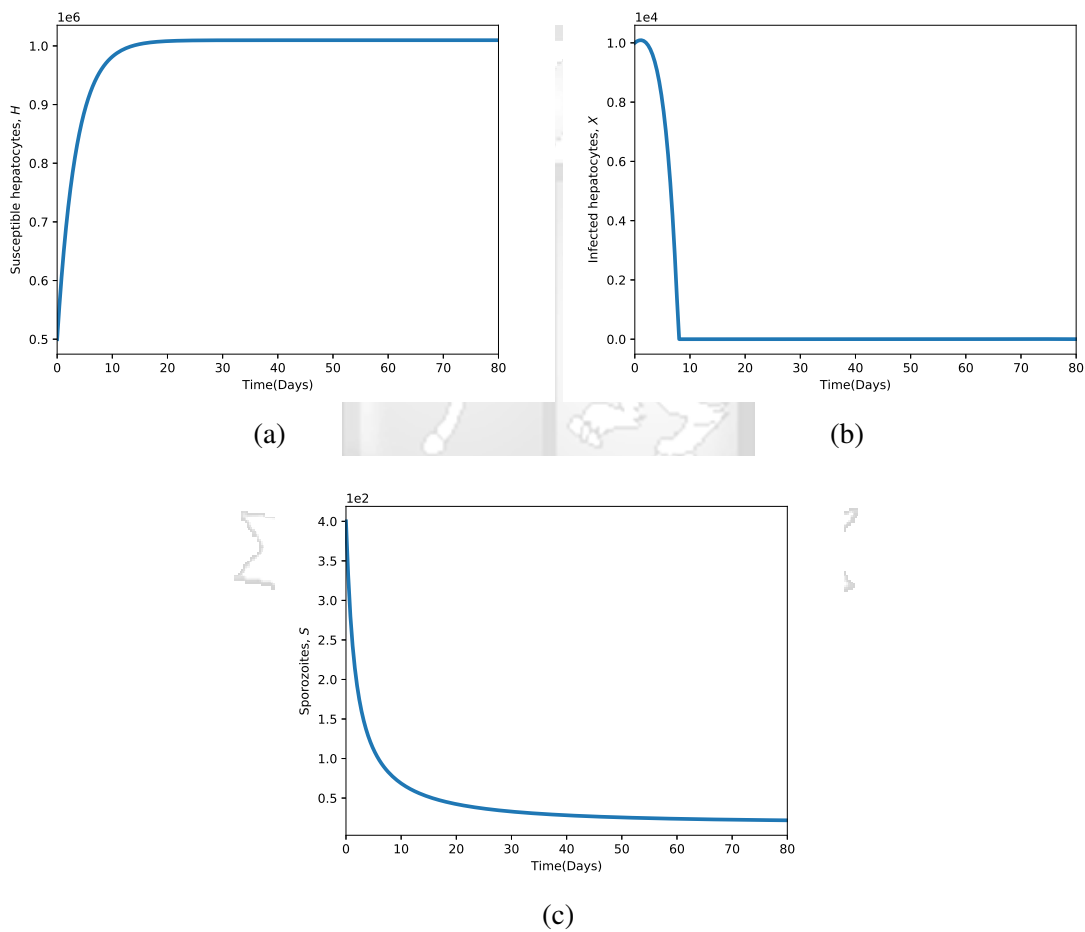 1e6
Susceptible hepatocytes, H
1.0
0.9
0.8
0.7
0.6
0.5
0 10 20 30 40 50 60 70 80
Time(Days)
(a)
1e4
Infected hepatocytes, X
1.0
0.8
0.6
0.4
0.2
0.0
0 10 20 30 40 50 60 70 80
Time(Days)
(b)
1e2
Sporozoites, S
4.0
3.5
3.0
2.5
2.0
1.5
1.0
0.5
0 10 20 30 40 50 60 70 80
Time(Days)
(c)